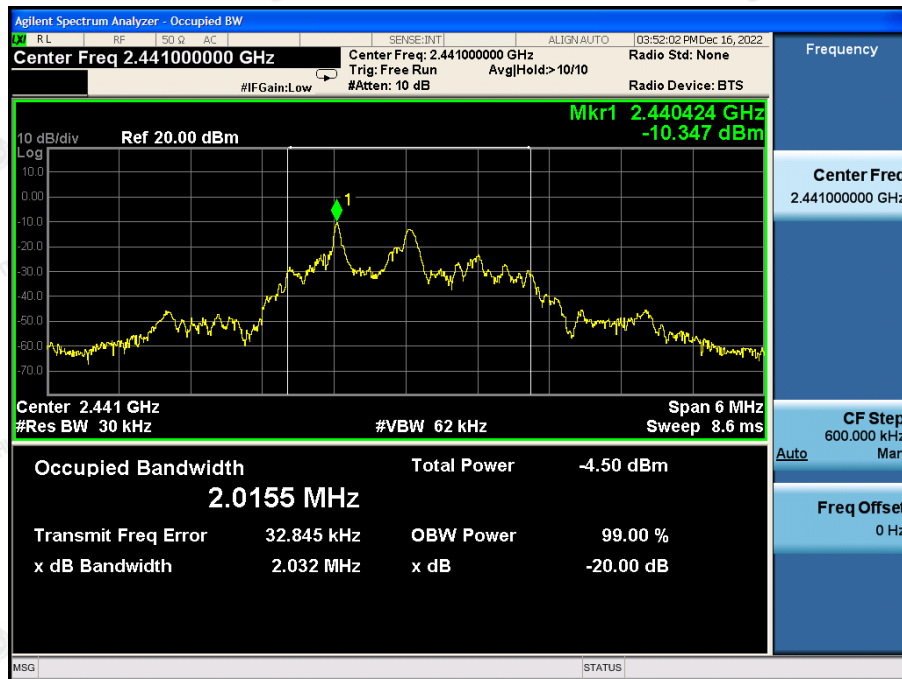 Agilent Spectrum Analyzer - Occupied BW
LXI RL RF 50 Ω AC SENSE:INT ALIGN AUTO 03:52:02 PM Dec 16, 2022
Center Freq 2.441000000 GHz
Center Freq: 2.441000000 GHz
Radio Std: None
Trig: Free Run Avg|Hold:>10/10
#IFGain:Low
#Atten: 10 dB
Radio Device: BTS
Mkr1 2.440424 GHz
-10.347 dBm
10 dB/div Ref 20.00 dBm
Log
10.0
0.00
-10.0
-20.0
-30.0
-40.0
-50.0
-60.0
-70.0
1
Center 2.441 GHz Span 6 MHz
#Res BW 30 kHz #VBW 62 kHz Sweep 8.6 ms
Occupied Bandwidth
2.0155 MHz
Total Power -4.50 dBm
Transmit Freq Error 32.845 kHz OBW Power 99.00 %
x dB Bandwidth 2.032 MHz x dB -20.00 dB
MSG STATUS
Frequency
Center Freq
2.441000000 GHz
CF Step
600.000 kHz
Auto Man
Freq Offset
0 Hz